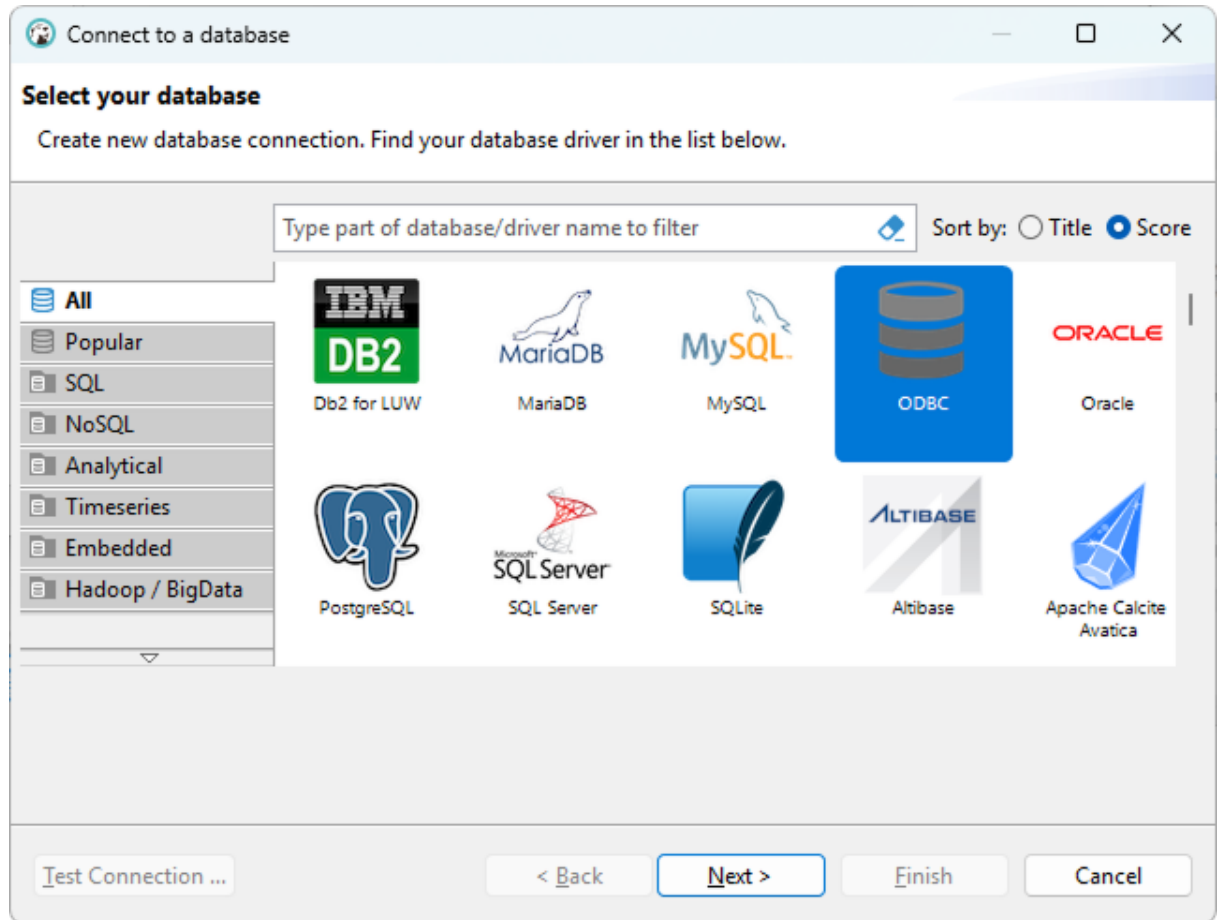 Connect to a database
Select your database
Create new database connection. Find your database driver in the list below.
Type part of database/driver name to filter
Sort by: Title Score
All
Popular
SQL
NoSQL
Analytical
Timeseries
Embedded
Hadoop / BigData
IBM
DB2
Db2 for LUW
MariaDB
MariaDB
MySQL
MySQL
ODBC
ORACLE
Oracle
PostgreSQL
Microsoft
SQL Server
SQL Server
SQLite
ALTIBASE
Altibase
Apache Calcite
Avatica
Test Connection ...
< Back
Next >
Finish
Cancel